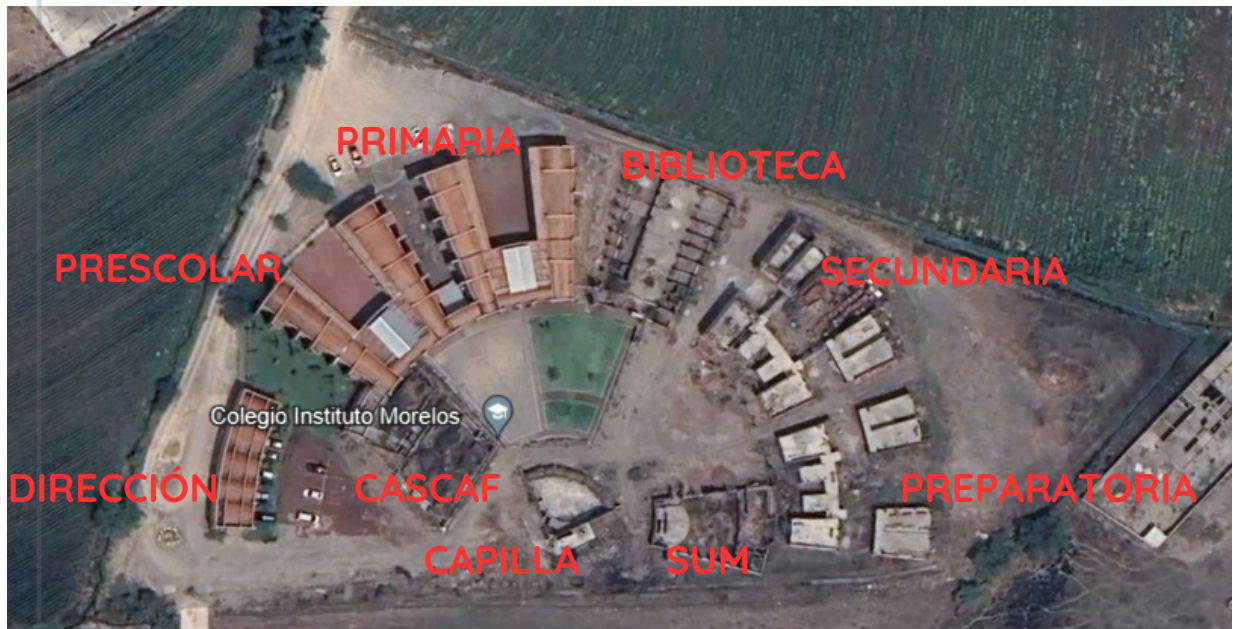 PRIMARIA
BIBLIOTECA
PRESCOLAR
SECUNDARIA
Colegio Instituto Morelos
DIRECCIÓN
CASCAF
PREPARATORIA
CAPILLA
SUM